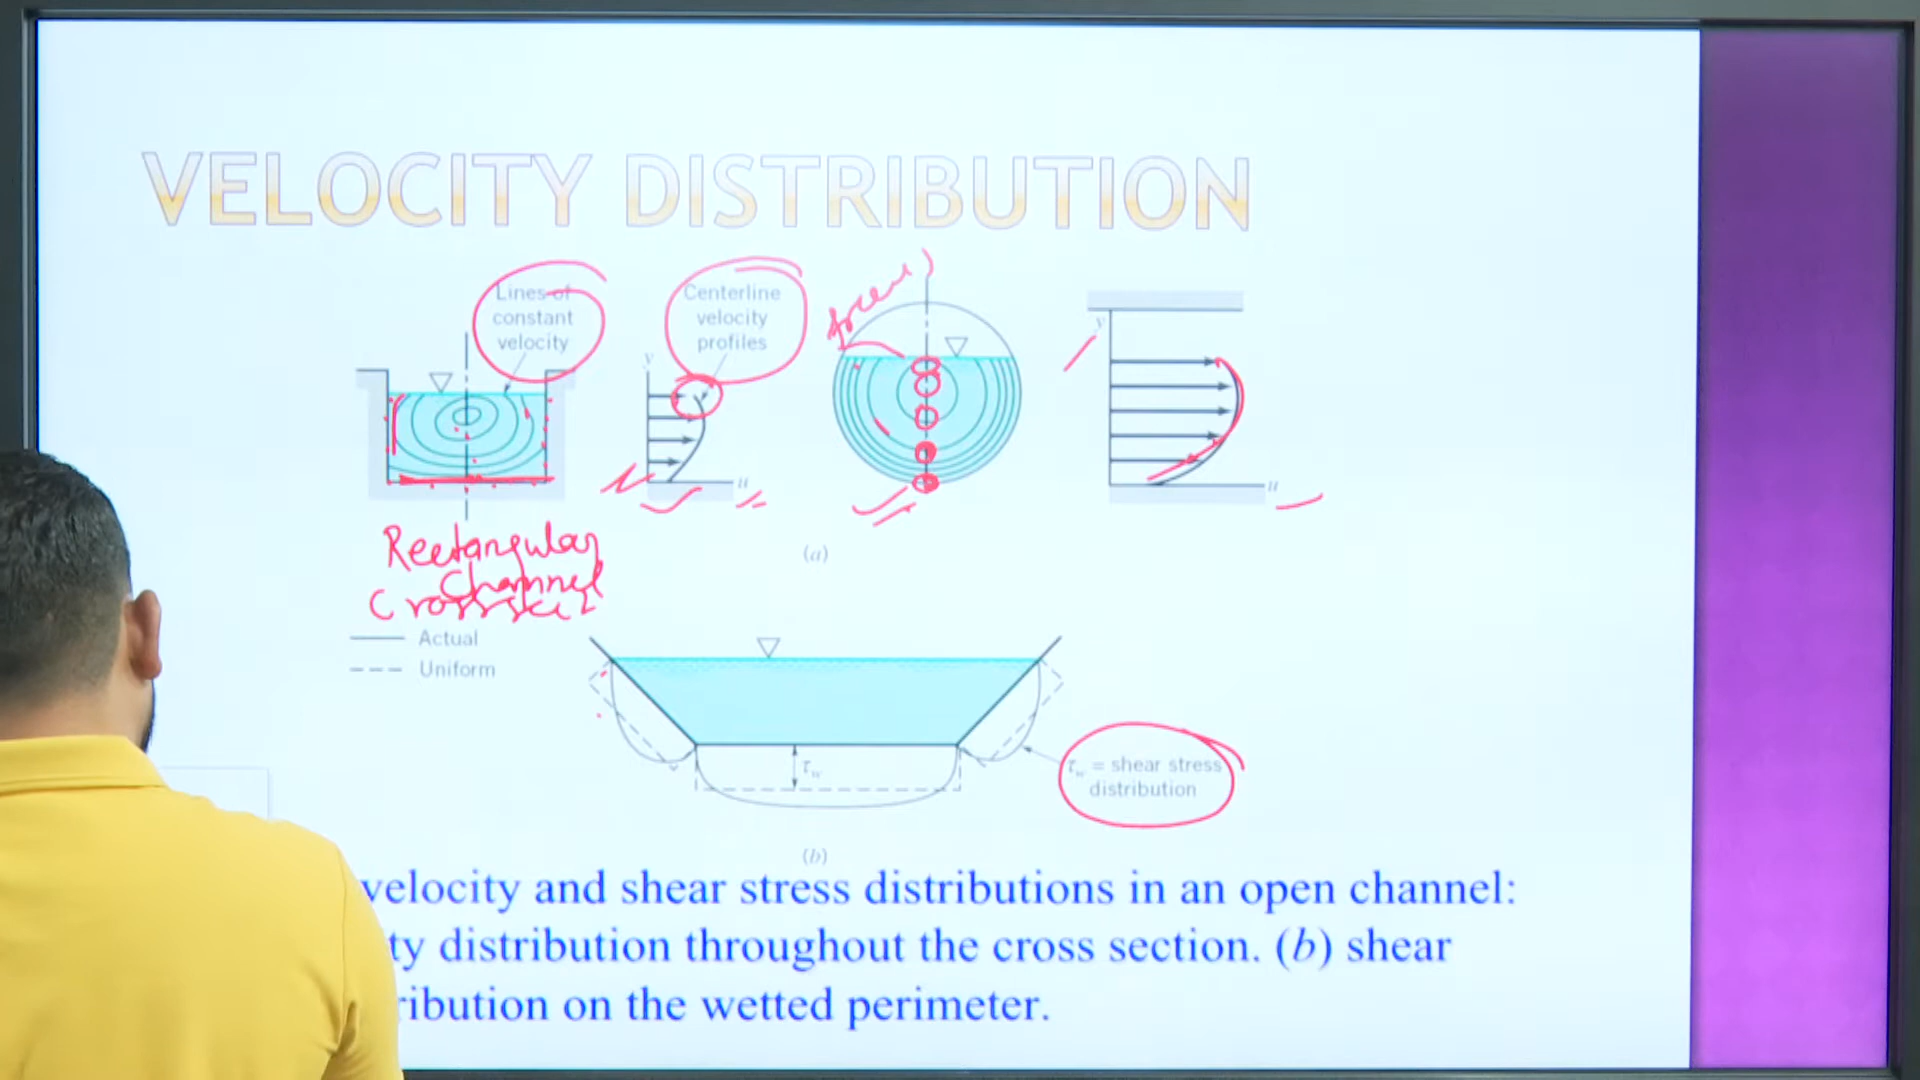 VELOCITY DISTRIBUTION
Lines of
constant
velocity
Centerline
velocity
profiles
y
u
y
u
Rectangular
Channel
(a)
Actual
Uniform
τw
τw = shear stress
distribution
(b)
velocity and shear stress distributions in an open channel:
ty distribution throughout the cross section. (b) shear
ribution on the wetted perimeter.